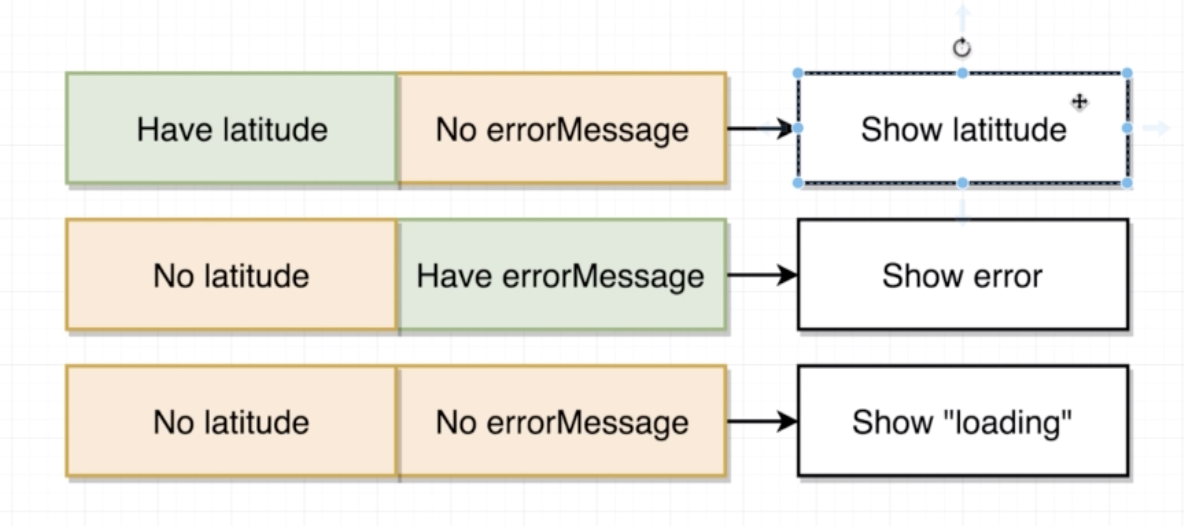 Have latitude No errorMessage Show latittude
No latitude Have errorMessage Show error
No latitude No errorMessage Show "loading"